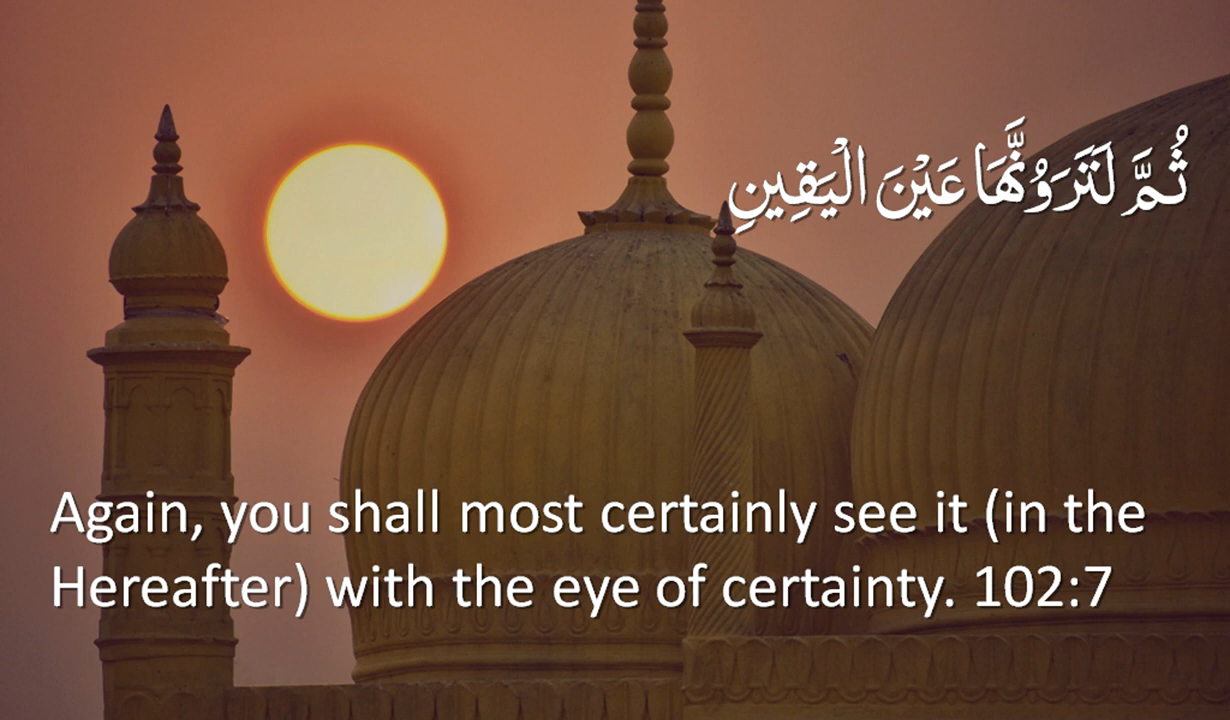 ثُمَّ لَتَرَوُنَّهَا عَيْنَ الْيَقِينِ
Again, you shall most certainly see it (in the
Hereafter) with the eye of certainty. 102:7